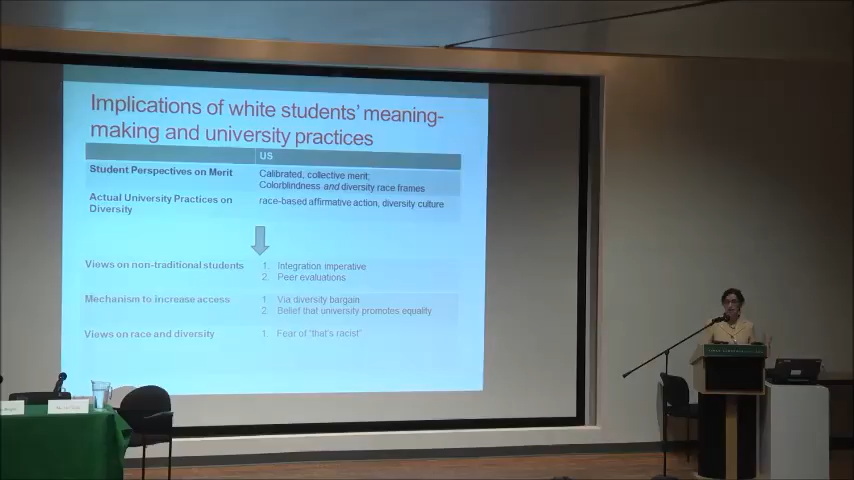 Implications of white students' meaning-
making and university practices
US
Student Perspectives on Merit
Calibrated, collective merit;
Colorblindness and diversity race frames
Actual University Practices on
Diversity
race-based affirmative action, diversity culture
Views on non-traditional students
1. Integration imperative
2. Peer evaluations
Mechanism to increase access
1. Via diversity bargain
2. Belief that university promotes equality
Views on race and diversity
1. Fear of "that's racist"